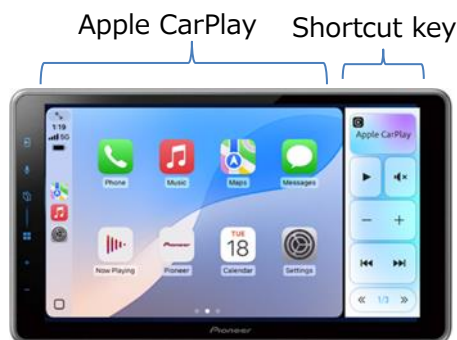 Apple CarPlay
Shortcut key
1:19
5G
Apple CarPlay
Phone
Music
Maps
Messages
TUE
18
Pioneer
Now Playing
Pioneer
Calendar
Settings
1/3
Pioneer